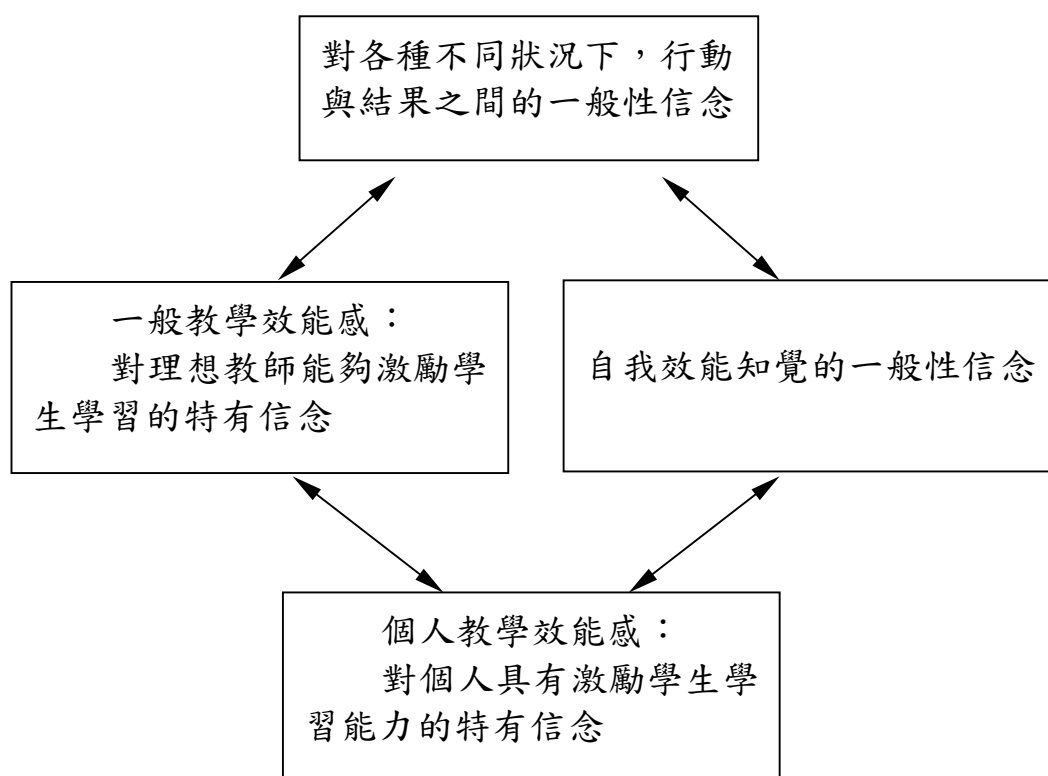 對各種不同狀況下，行動
與結果之間的一般性信念
一般教學效能感：
對理想教師能夠激勵學
生學習的特有信念
自我效能知覺的一般性信念
個人教學效能感：
對個人具有激勵學生學
習能力的特有信念